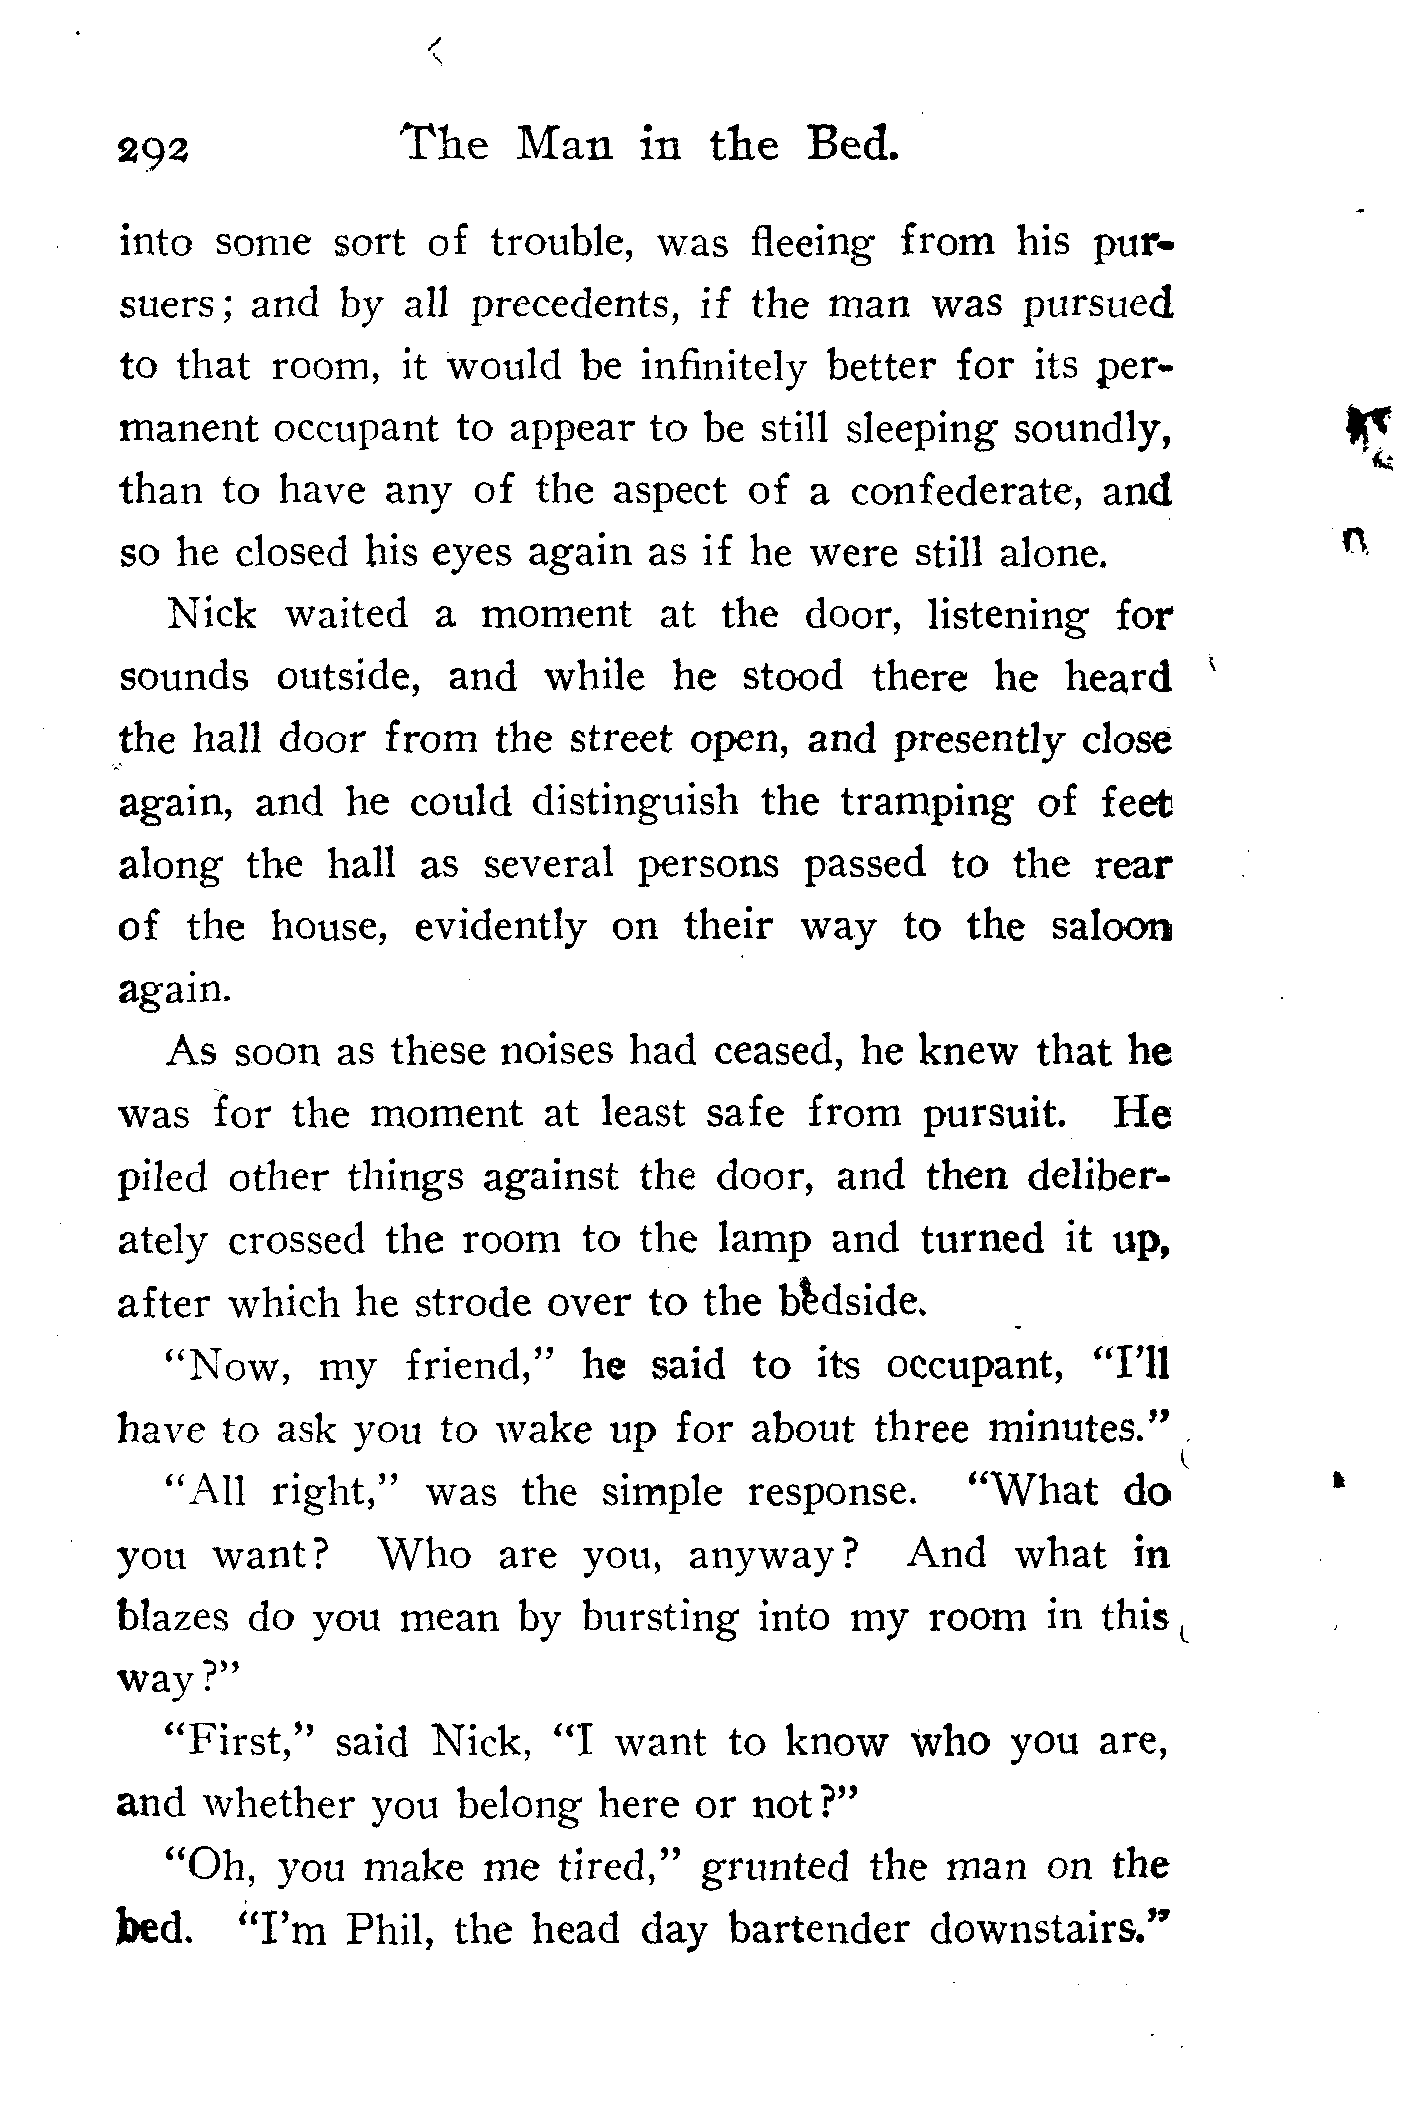 292 The Man in the Bed.
into some sort of trouble, was fleeing from his pur-
suers; and by all precedents, if the man was pursued
to that room, it would be infinitely better for its per-
manent occupant to appear to be still sleeping soundly,
than to have any of the aspect of a confederate, and
so he closed his eyes again as if he were still alone.
Nick waited a moment at the door, listening for
sounds outside, and while he stood there he heard
the hall door from the street open, and presently close
again, and he could distinguish the tramping of feet
along the hall as several persons passed to the rear
of the house, evidently on their way to the saloon
again.
As soon as these noises had ceased, he knew that he
was for the moment at least safe from pursuit. He
piled other things against the door, and then deliber-
ately crossed the room to the lamp and turned it up,
after which he strode over to the bedside.
"Now, my friend," he said to its occupant, "I'll
have to ask you to wake up for about three minutes."
"All right," was the simple response. "What do
you want? Who are you, anyway? And what in
blazes do you mean by bursting into my room in this
way?"
"First," said Nick, "I want to know who you are,
and whether you belong here or not?"
"Oh, you make me tired," grunted the man on the
bed. "I'm Phil, the head day bartender downstairs."